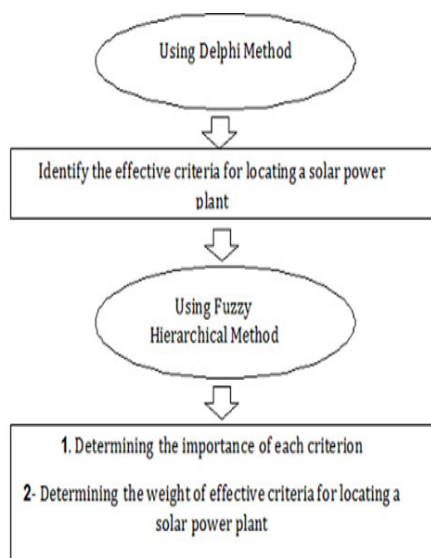 Using Delphi Method
Identify the effective criteria for locating a solar power
plant
Using Fuzzy
Hierarchical Method
1. Determining the importance of each criterion
2- Determining the weight of effective criteria for locating a
solar power plant